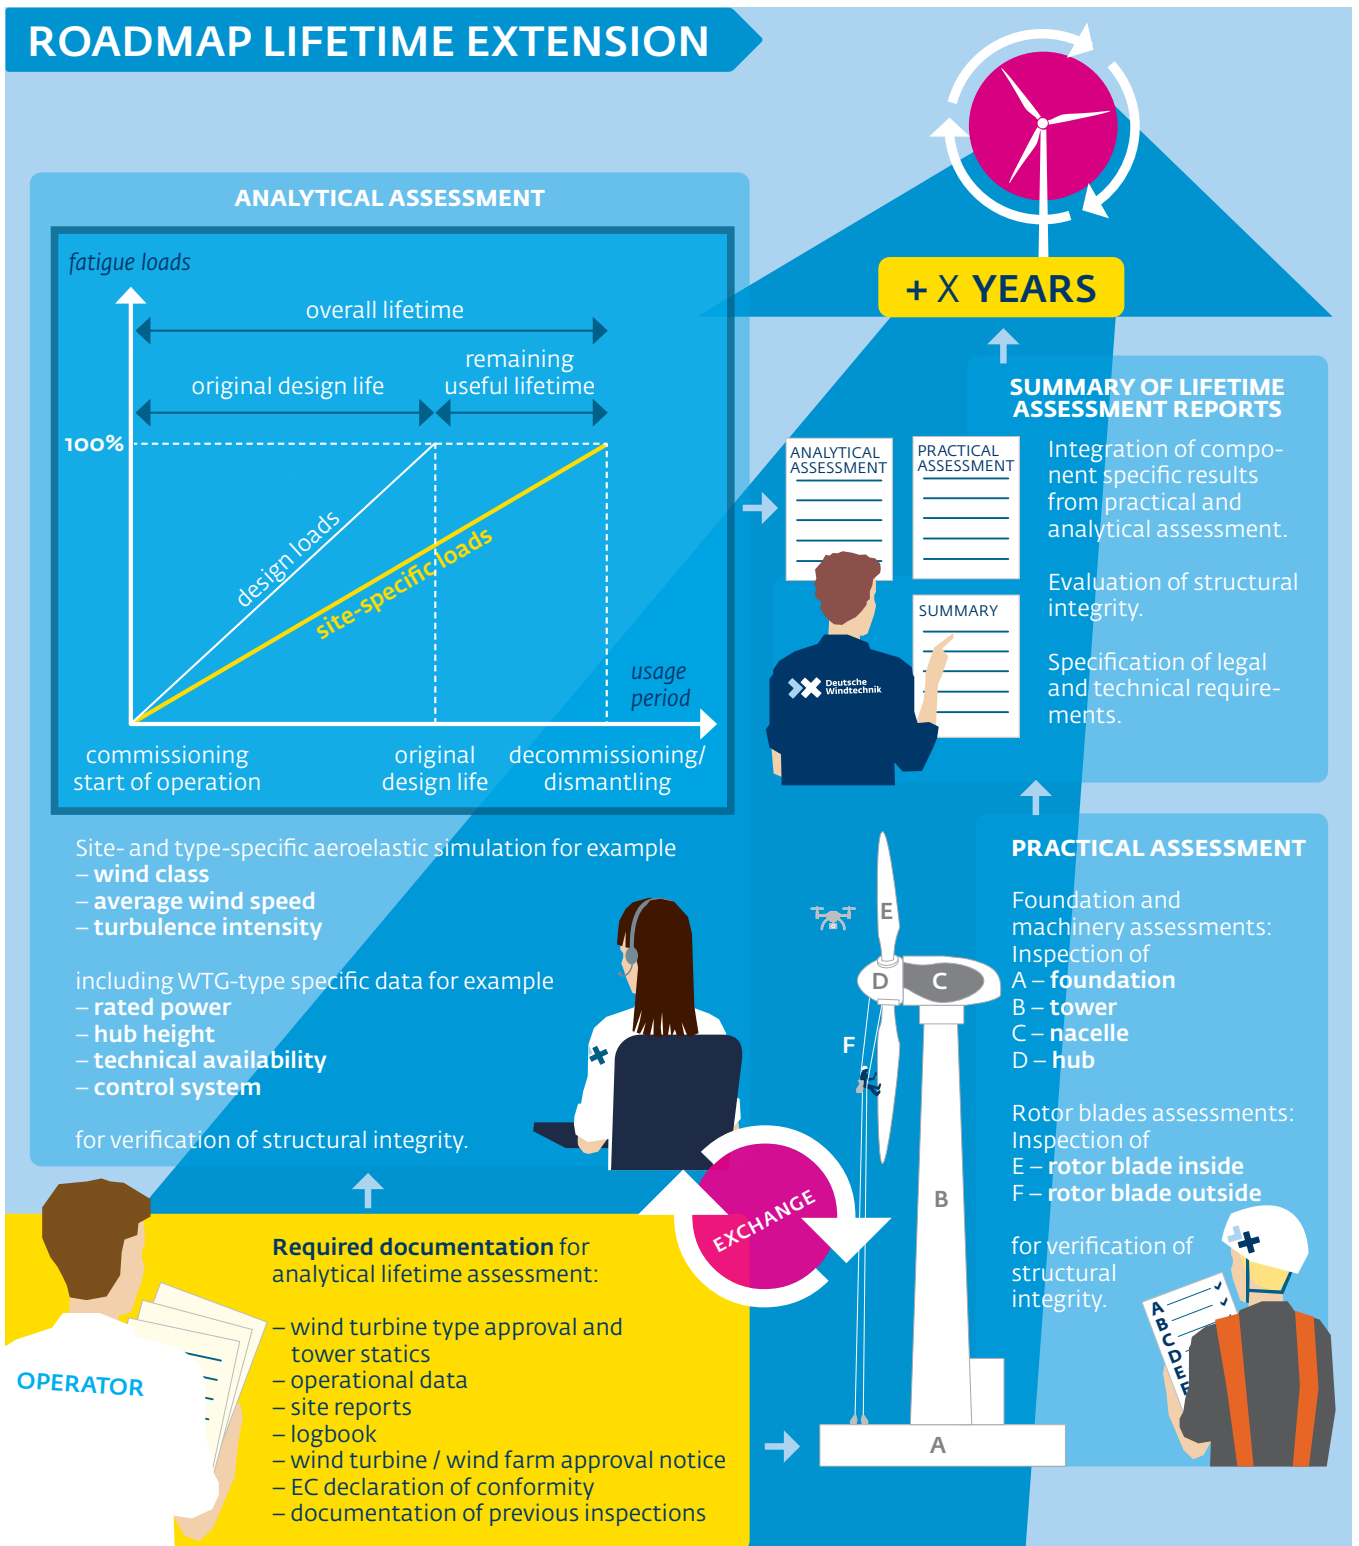 ROADMAP LIFETIME EXTENSION
ANALYTICAL ASSESSMENT
fatigue loads
overall lifetime
original design life
remaining
useful lifetime
100%
design loads
site-specific loads
usage
period
commissioning
start of operation
original
design life
decommissioning/
dismantling
Site- and type-specific aeroelastic simulation for example
– wind class
– average wind speed
– turbulence intensity
including WTG-type specific data for example
– rated power
– hub height
– technical availability
– control system
for verification of structural integrity.
+ X YEARS
SUMMARY OF LIFETIME
ASSESSMENT REPORTS
Integration of compo-
nent specific results
from practical and
analytical assessment.
Evaluation of structural
integrity.
Specification of legal
and technical require-
ments.
ANALYTICAL
ASSESSMENT
PRACTICAL
ASSESSMENT
SUMMARY
Deutsche
Windtechnik
PRACTICAL ASSESSMENT
Foundation and
machinery assessments:
Inspection of
A – foundation
B – tower
C – nacelle
D – hub
Rotor blades assessments:
Inspection of
E – rotor blade inside
F – rotor blade outside
for verification of
structural
integrity.
E
D
C
F
B
A
EXCHANGE
A
B
C
D
E
F
OPERATOR
Required documentation for
analytical lifetime assessment:
– wind turbine type approval and
tower statics
– operational data
– site reports
– logbook
– wind turbine / wind farm approval notice
– EC declaration of conformity
– documentation of previous inspections